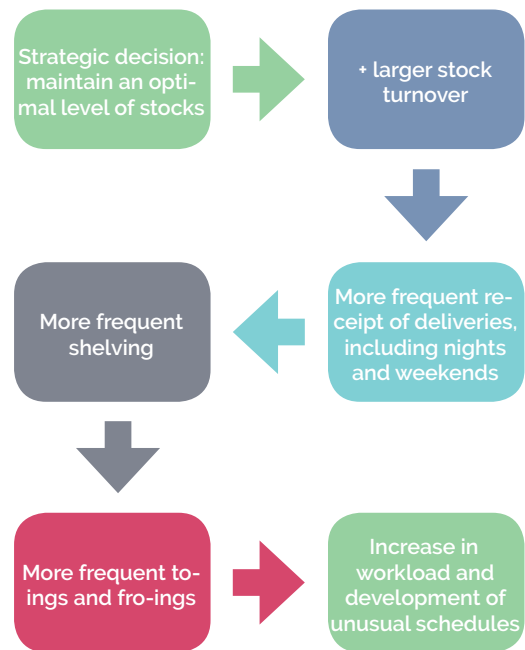 Strategic decision:
maintain an opti-
mal level of stocks
+ larger stock
turnover
More frequent re-
ceipt of deliveries,
including nights
and weekends
More frequent
shelving
More frequent to-
ings and fro-ings
Increase in
workload and
development of
unusual schedules